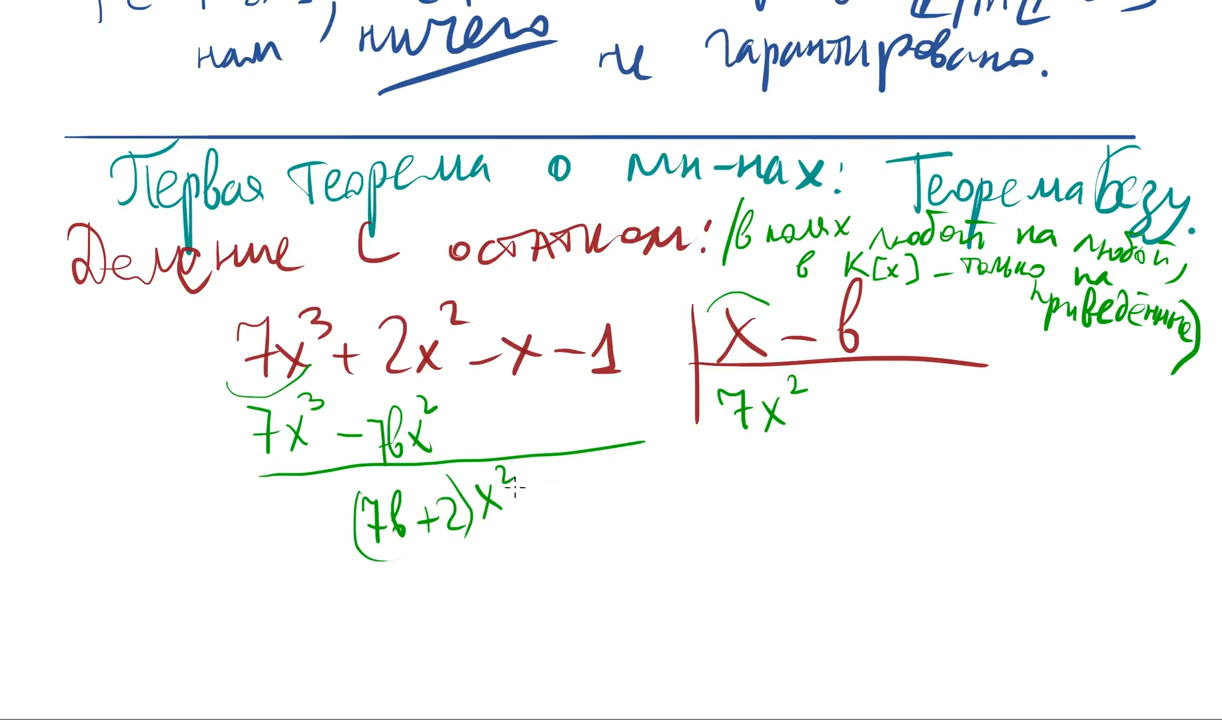 нам, ничего не гарантировано.
Первая теорема о мн-нах: Теорема Безу.
Деление с остатком: (в полях любой на любой,
в K[x] – только на
приведённые)
7x³ + 2x² – x – 1 | x – b
7x³ – 7bx² 7x²
(7b + 2)x²